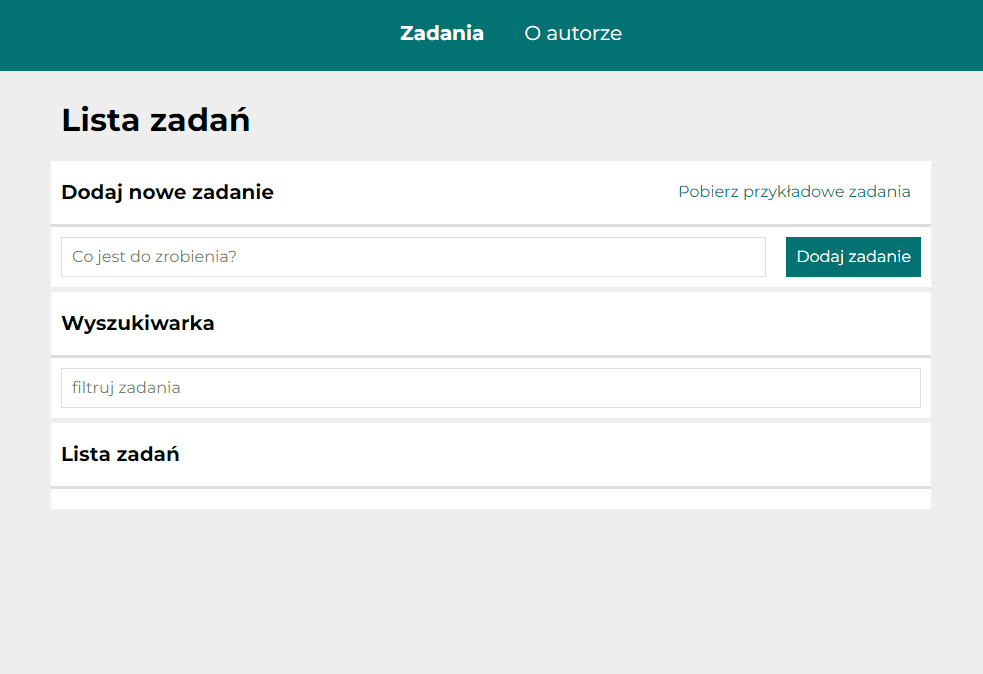 Zadania O autorze
Lista zadań
Dodaj nowe zadanie Pobierz przykładowe zadania
Co jest do zrobienia? Dodaj zadanie
Wyszukiwarka
filtruj zadania
Lista zadań